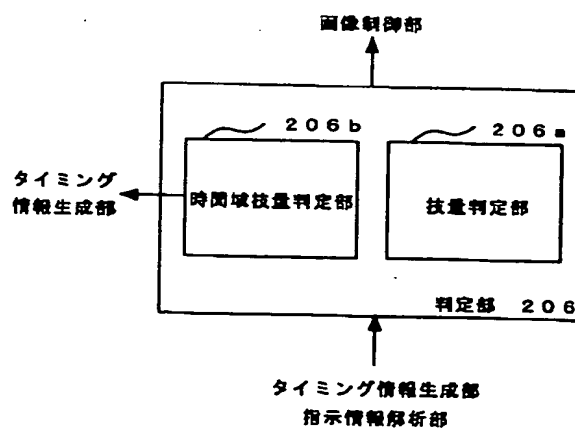 画像制御部
206b
206a
タイミング
情報生成部
時間域技量判定部
技量判定部
判定部 206
タイミング情報生成部
指示情報解析部